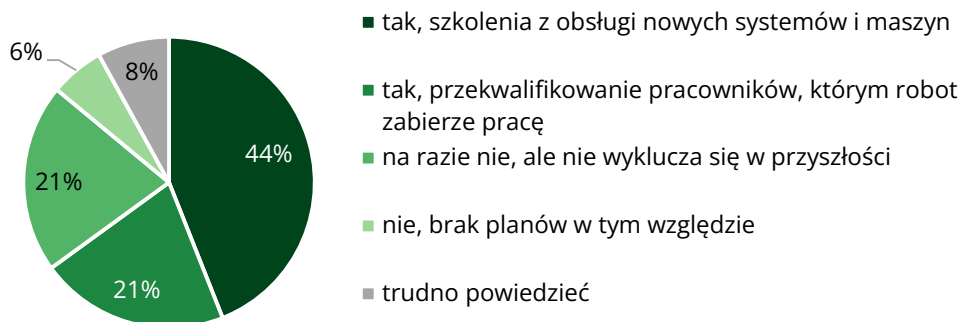 tak, szkolenia z obsługi nowych systemów i maszyn
6%
8%
tak, przekwalifikowanie pracowników, którym robot
zabierze pracę
44%
na razie nie, ale nie wyklucza się w przyszłości
21%
nie, brak planów w tym względzie
21%
trudno powiedzieć